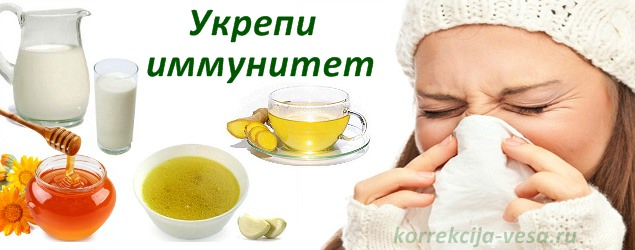 Укрепи
иммунитет
korrekcija-vesa.ru